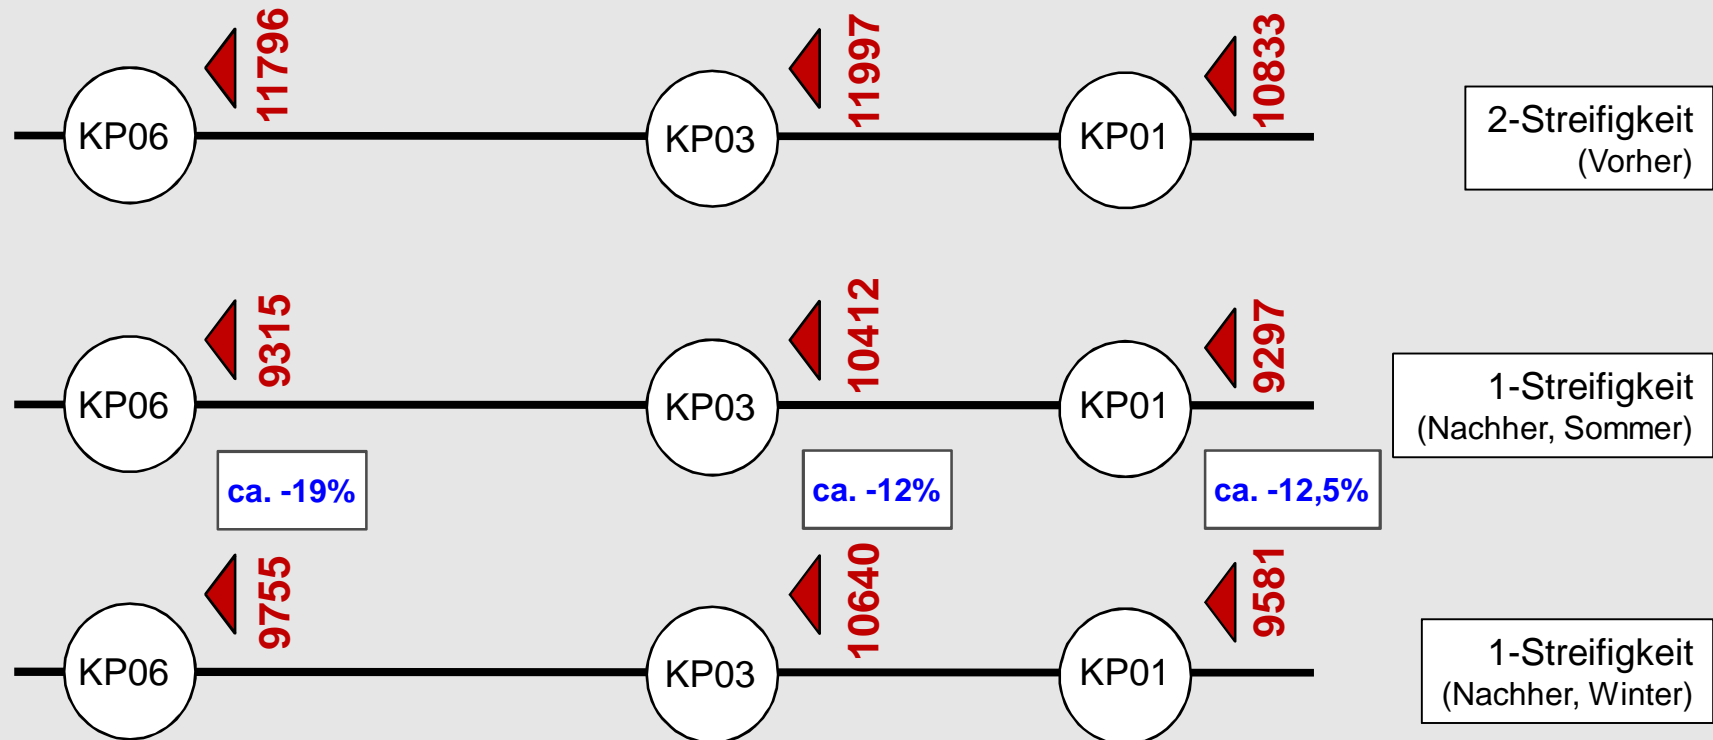 11796
11997
10833
KP06
KP03
KP01
2-Streifigkeit
(Vorher)
9315
10412
9297
KP06
KP03
KP01
1-Streifigkeit
(Nachher, Sommer)
ca. -19%
ca. -12%
ca. -12,5%
9755
10640
9581
KP06
KP03
KP01
1-Streifigkeit
(Nachher, Winter)